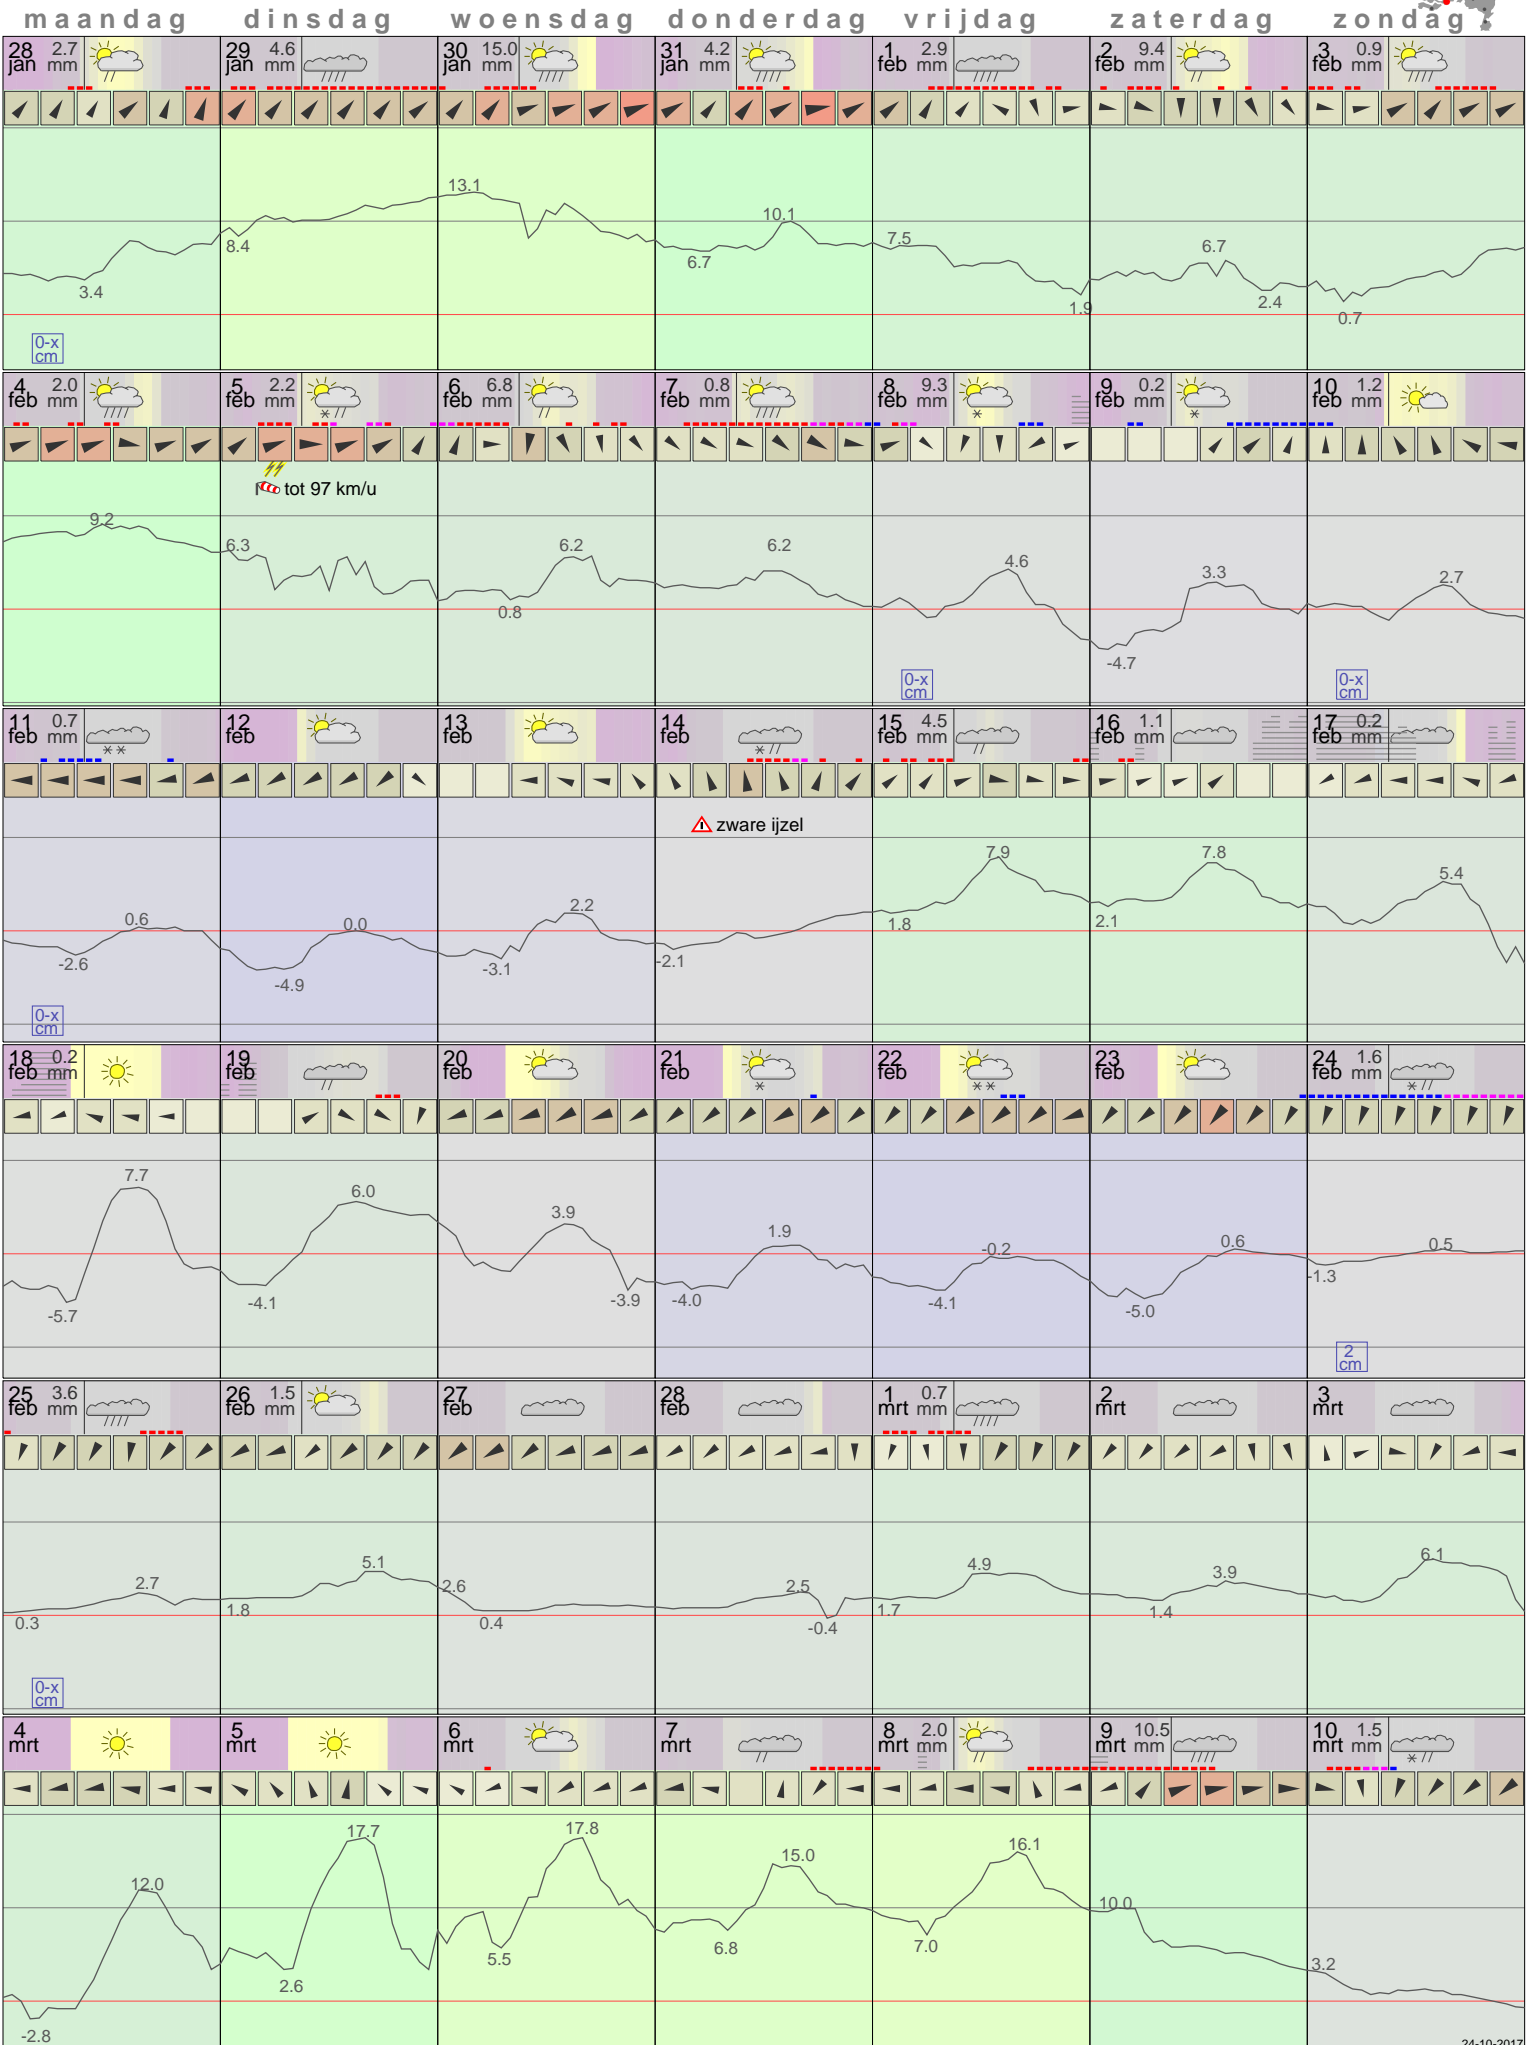 maandag dinsdag woensdag donderdag vrijdag zaterdag zondag
28 jan 2.7 mm 29 jan 4.6 mm 30 jan 15.0 mm 31 jan 4.2 mm 1 feb 2.9 mm 2 feb 9.4 mm 3 feb 0.9 mm
13.1
8.4 10.1 7.5 6.7
3.4 6.7 1.9 2.4 0.7
0-x cm
4 feb 2.0 mm 5 feb 2.2 mm 6 feb 6.8 mm 7 feb 0.8 mm 8 feb 9.3 mm 9 feb 0.2 mm 10 feb 1.2 mm
tot 97 km/u
9.2 6.3 6.2 6.2 4.6 3.3 2.7
0.8 -4.7
0-x cm 0-x cm
11 feb 0.7 mm 12 feb 13 feb 14 feb 15 feb 4.5 mm 16 feb 1.1 mm 17 feb 0.2 mm
zware ijzel
7.9 7.8 5.4
0.6 0.0 2.2 1.8 2.1
-2.6 -4.9 -3.1 -2.1
0-x cm
18 feb 0.2 mm 19 feb 20 feb 21 feb 22 feb 23 feb 24 feb 1.6 mm
7.7 6.0 3.9 1.9 -0.2 0.6 0.5
-5.7 -4.1 -3.9 -4.0 -4.1 -5.0 -1.3
2 cm
25 feb 3.6 mm 26 feb 1.5 mm 27 feb 28 feb 1 mrt 0.7 mm 2 mrt 3 mrt
2.7 5.1 2.6 2.5 4.9 3.9 6.1
0.3 1.8 0.4 -0.4 1.7 1.4
0-x cm
4 mrt 5 mrt 6 mrt 7 mrt 8 mrt 2.0 mm 9 mrt 10.5 mm 10 mrt 1.5 mm
12.0 17.7 17.8 15.0 16.1 10.0
-2.8 2.6 5.5 6.8 7.0 3.2
24-10-2017